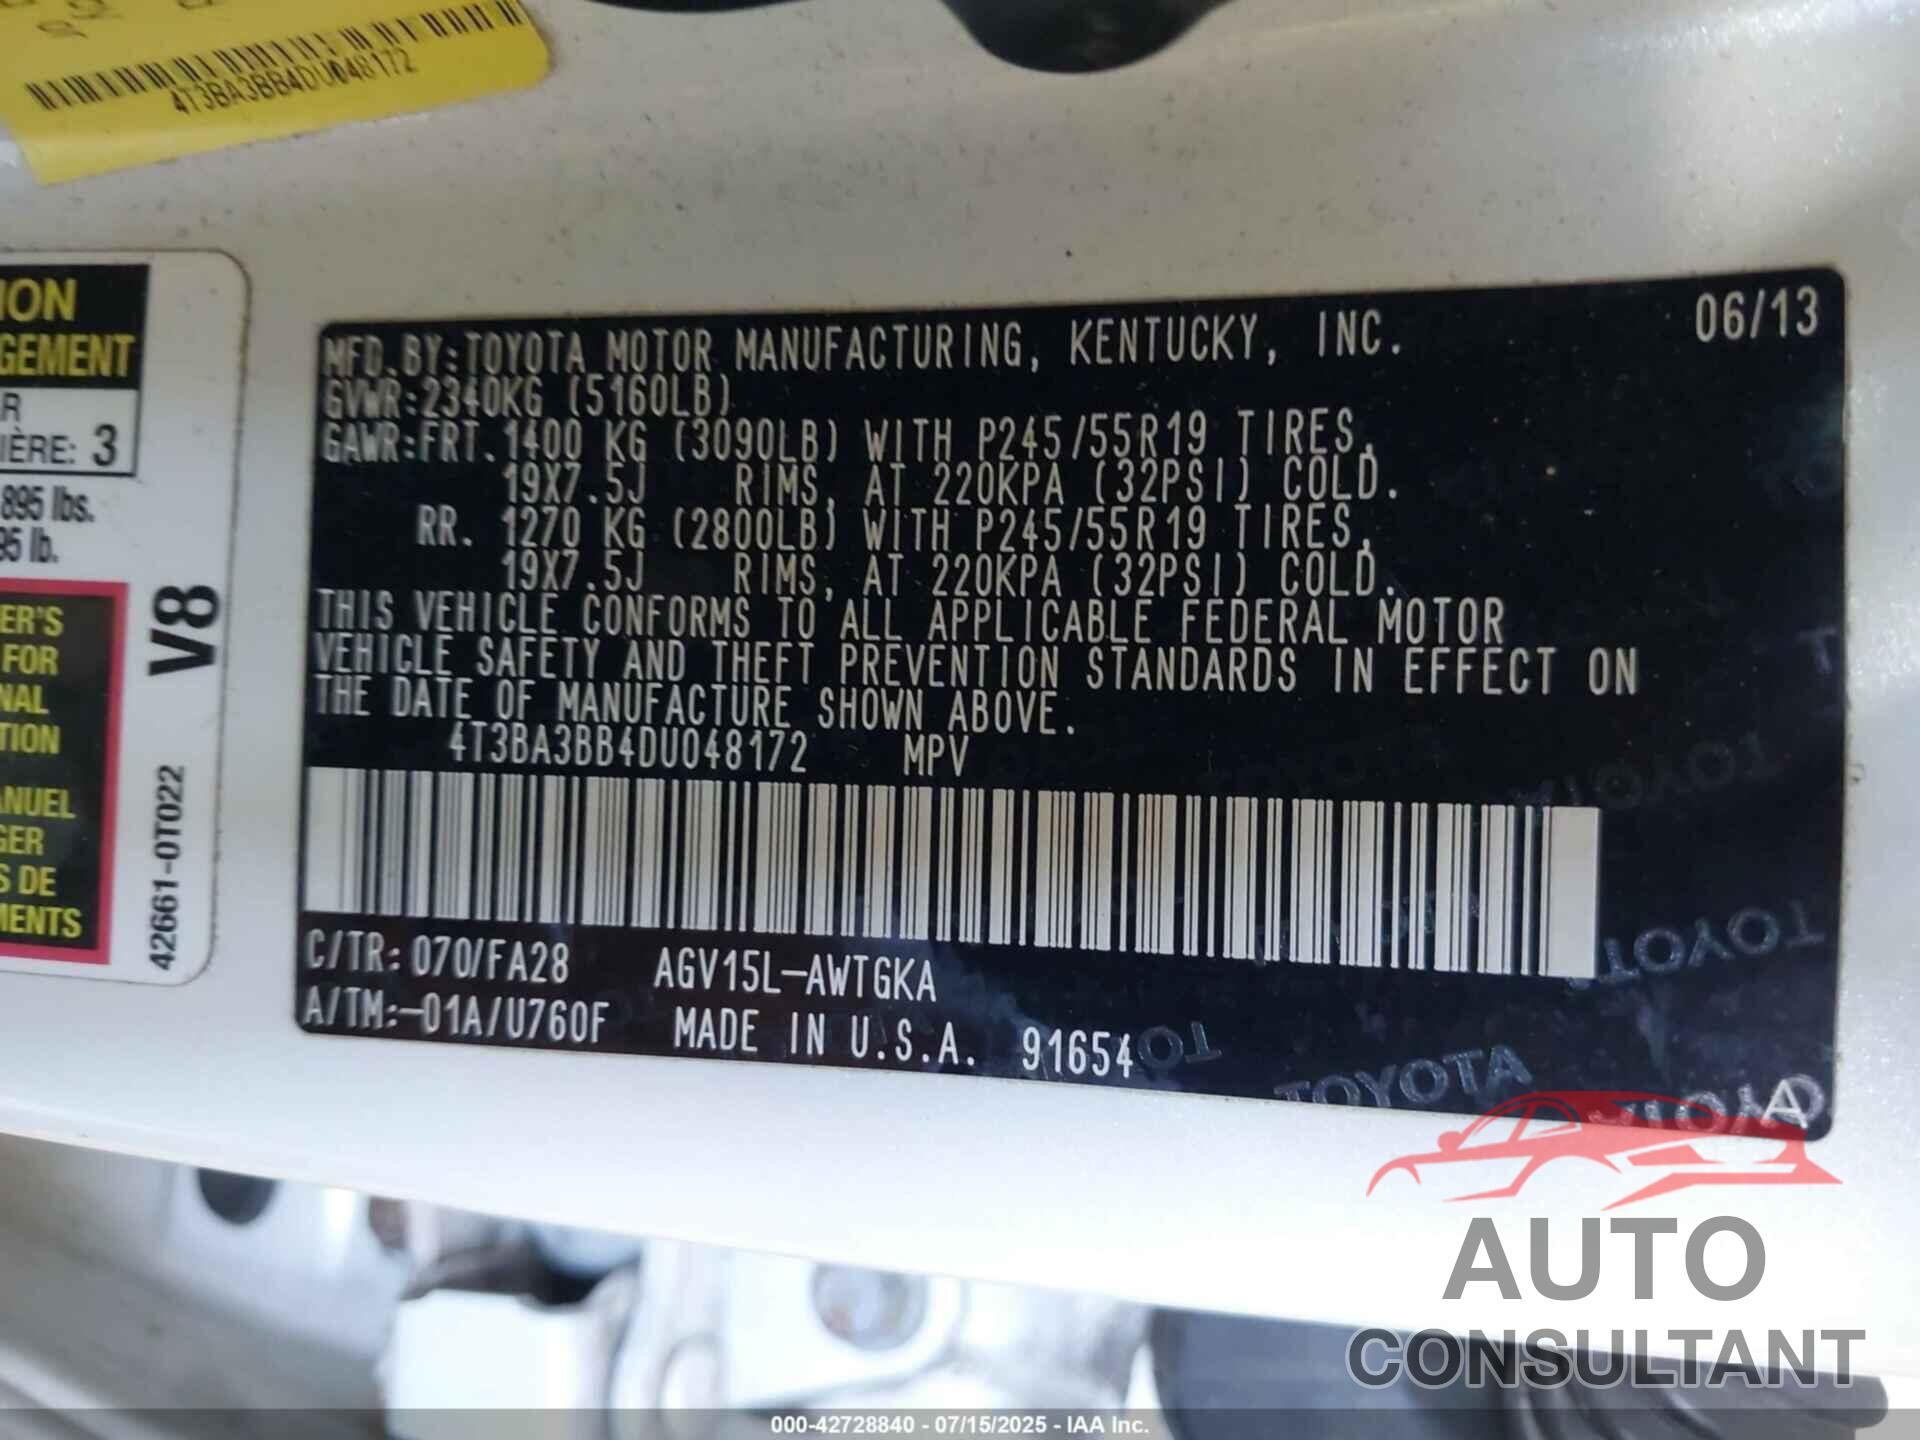 4T3BA3BB4DU048172
ION
GEMENT
R
IÈRE: 3
895 lbs.
95 lb.
ER'S
FOR
NAL
TION
ANUEL
GER
S DE
MENTS
V8
42661-0T022
06/13
MFD.BY:TOYOTA MOTOR MANUFACTURING, KENTUCKY, INC.
GVWR:2340KG (5160LB)
GAWR:FRT.1400 KG (3090LB) WITH P245/55R19 TIRES,
19X7.5J RIMS, AT 220KPA (32PSI) COLD.
RR. 1270 KG (2800LB) WITH P245/55R19 TIRES,
19X7.5J RIMS, AT 220KPA (32PSI) COLD.
THIS VEHICLE CONFORMS TO ALL APPLICABLE FEDERAL MOTOR
VEHICLE SAFETY AND THEFT PREVENTION STANDARDS IN EFFECT ON
THE DATE OF MANUFACTURE SHOWN ABOVE.
4T3BA3BB4DU048172 MPV
C/TR:070/FA28 AGV15L-AWTGKA
A/TM:-01A/U760F MADE IN U.S.A. 91654
TOYOTA
TOYOTA
TOYOTA
A
AUTO
CONSULTANT
000-42728840 - 07/15/2025 - IAA Inc.